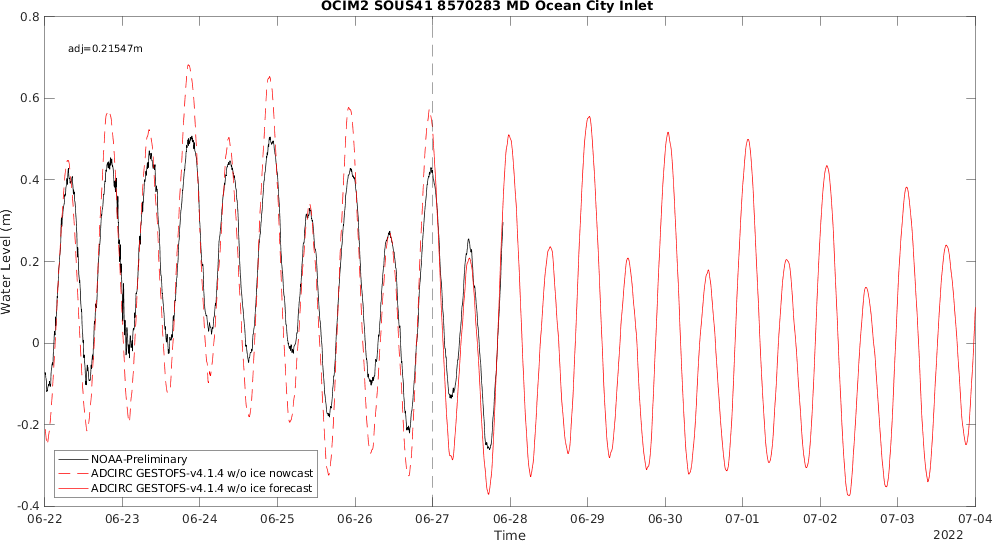 OCIM2 SOUS41 8570283 MD Ocean City Inlet
adj=0.21547m
0.8
0.6
0.4
0.2
0
-0.2
-0.4
Water Level (m)
NOAA-Preliminary
ADCIRC GESTOFS-v4.1.4 w/o ice nowcast
ADCIRC GESTOFS-v4.1.4 w/o ice forecast
06-22 06-23 06-24 06-25 06-26 06-27 06-28 06-29 06-30 07-01 07-02 07-03 07-04
Time
2022